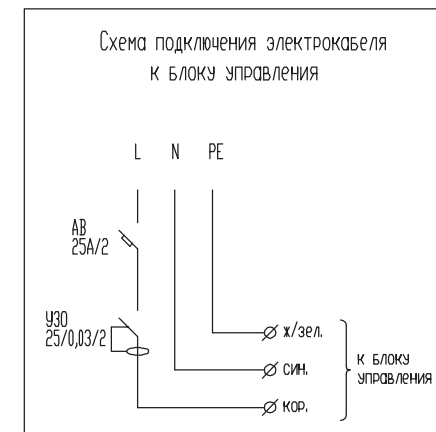 Схема подключения электрокабеля
к блоку управления
L N PE
АВ
25А/2
УЗО
25/0,03/2
ж/зел.
син.
кор.
к блоку
управления